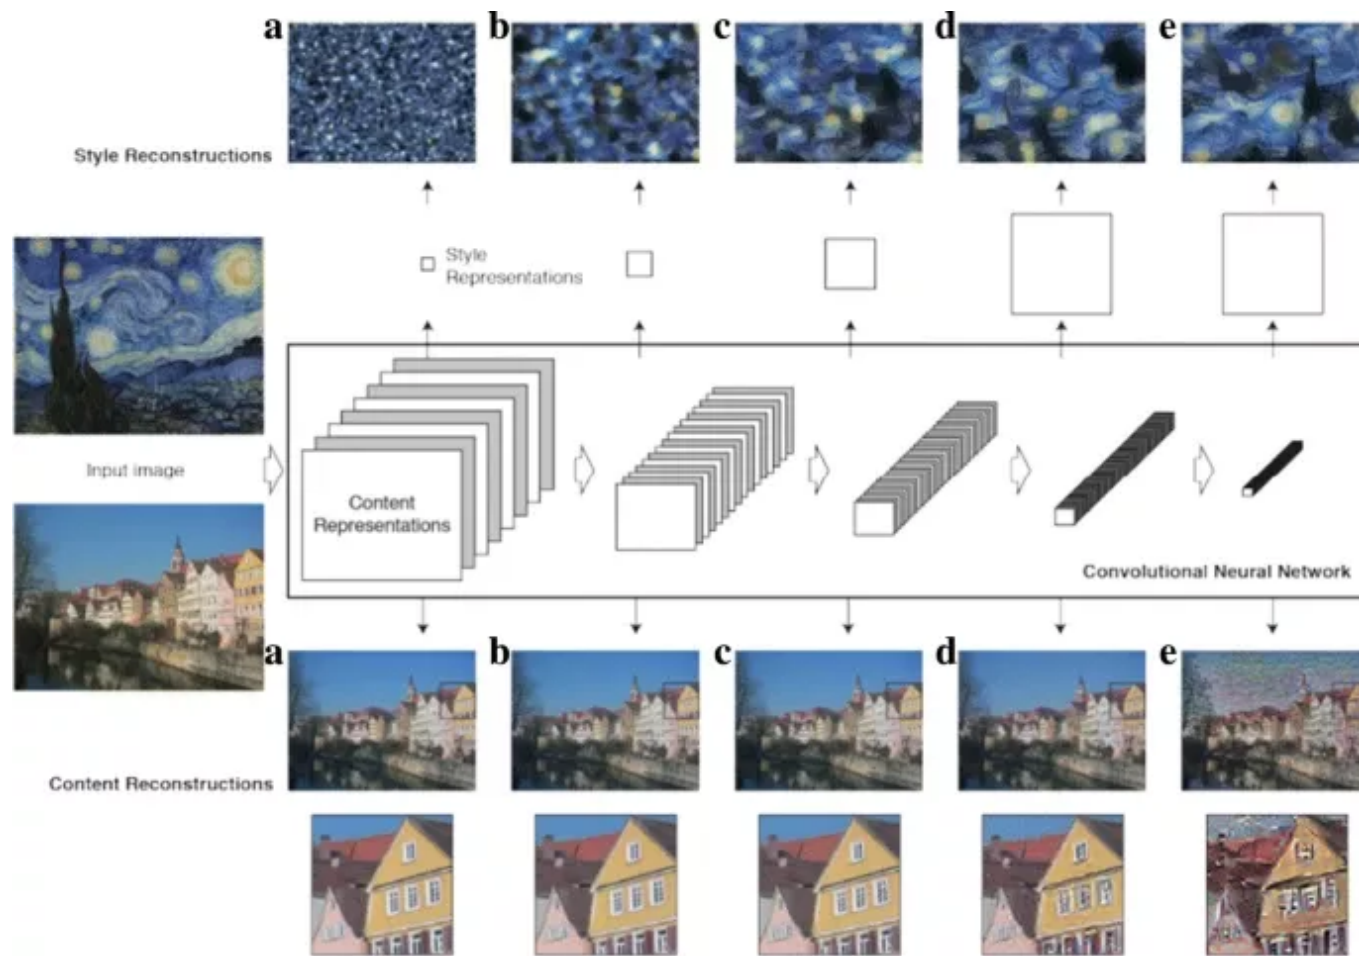 a
b
c
d
e
Style Reconstructions
Style
Representations
Input image
Content
Representations
Convolutional Neural Network
a
b
c
d
e
Content Reconstructions